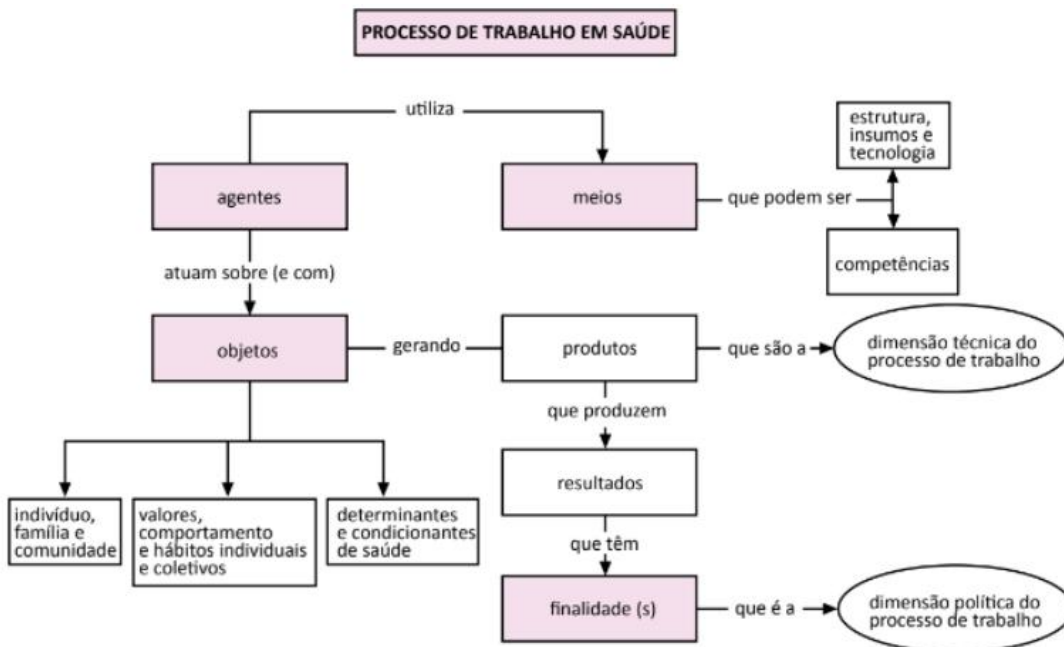 PROCESSO DE TRABALHO EM SAÚDE
utiliza
estrutura,
insumos e
tecnologia
agentes
meios
que podem ser
competências
atuam sobre (e com)
objetos
gerando
produtos
que são a
dimensão técnica do
processo de trabalho
que produzem
resultados
indivíduo,
família e
comunidade
valores,
comportamento
e hábitos individuais
e coletivos
determinantes
e condicionantes
de saúde
que têm
finalidade (s)
que é a
dimensão política do
processo de trabalho